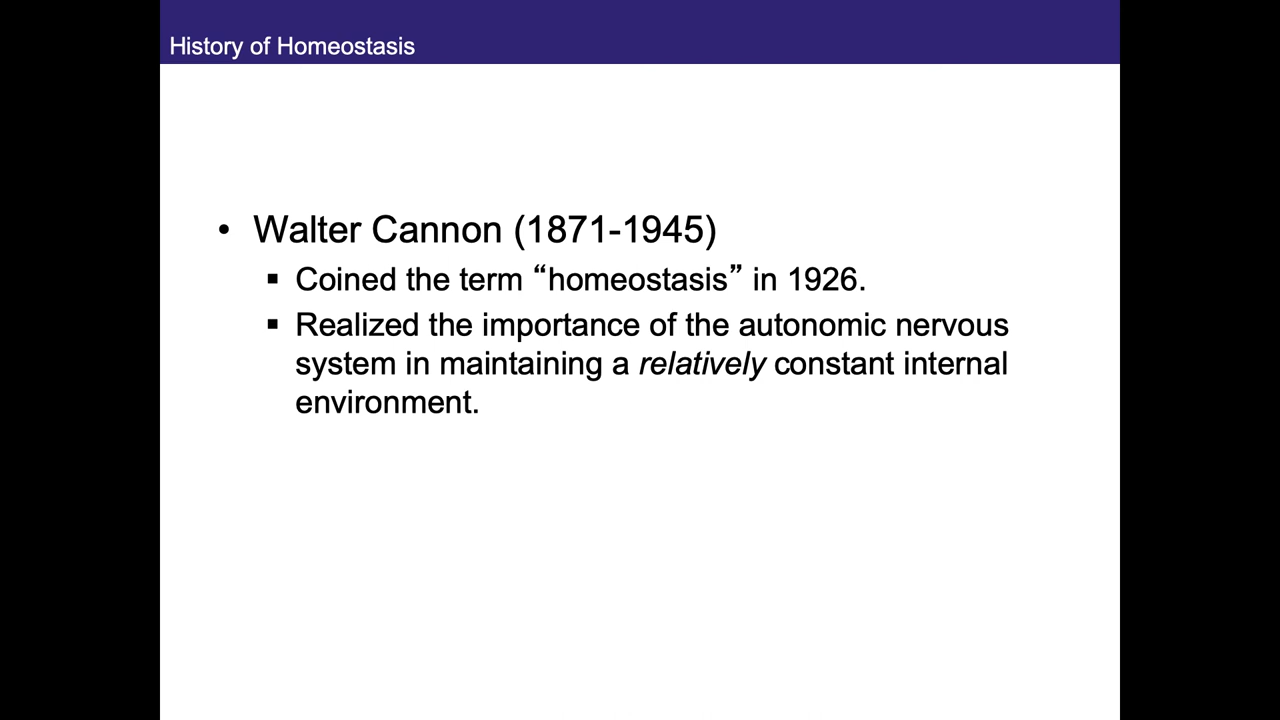 History of Homeostasis
• Walter Cannon (1871-1945)
▪ Coined the term “homeostasis” in 1926.
▪ Realized the importance of the autonomic nervous
system in maintaining a relatively constant internal
environment.